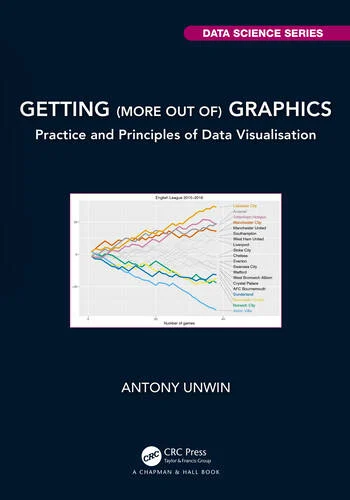 DATA SCIENCE SERIES
GETTING (MORE OUT OF) GRAPHICS
Practice and Principles of Data Visualisation
English League 2015-2016
Leicester City
Arsenal
Tottenham Hotspur
Manchester City
Manchester United
Southampton
West Ham United
Liverpool
Stoke City
Chelsea
Everton
Swansea City
Watford
West Bromwich Albion
Crystal Palace
AFC Bournemouth
Sunderland
Newcastle United
Norwich City
Aston Villa
0
Number of games
ANTONY UNWIN
CRC
CRC Press
Taylor & Francis Group
A CHAPMAN & HALL BOOK